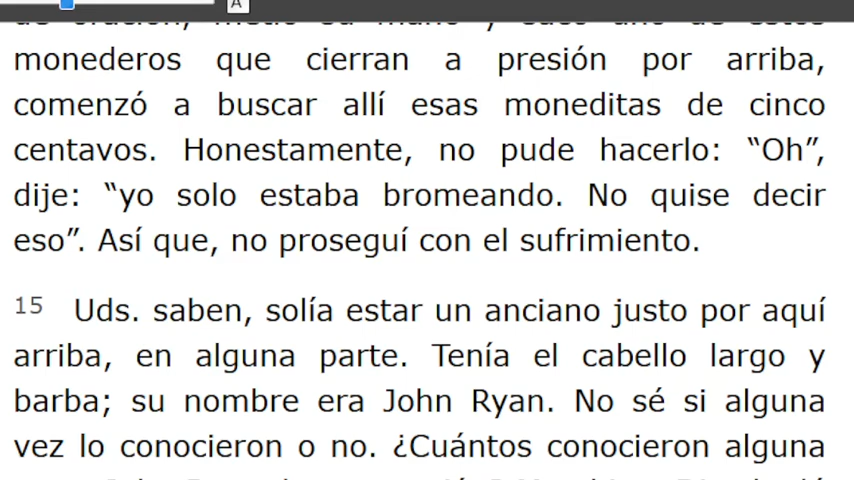 A
monederos que cierran a presión por arriba,
comenzó a buscar allí esas moneditas de cinco
centavos. Honestamente, no pude hacerlo: “Oh”,
dije: “yo solo estaba bromeando. No quise decir
eso”. Así que, no proseguí con el sufrimiento.
15 Uds. saben, solía estar un anciano justo por aquí
arriba, en alguna parte. Tenía el cabello largo y
barba; su nombre era John Ryan. No sé si alguna
vez lo conocieron o no. ¿Cuántos conocieron alguna